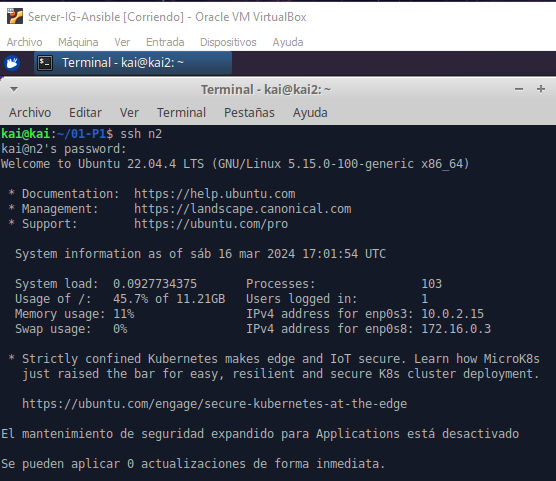 Server-IG-Ansible [Corriendo] - Oracle VM VirtualBox
Archivo Máquina Ver Entrada Dispositivos Ayuda
Terminal - kai@kai2: ~
Terminal - kai@kai2: ~
Archivo Editar Ver Terminal Pestañas Ayuda
kai@kai:~/01-P1$ ssh n2
kai@n2's password:
Welcome to Ubuntu 22.04.4 LTS (GNU/Linux 5.15.0-100-generic x86_64)
* Documentation: https://help.ubuntu.com
* Management: https://landscape.canonical.com
* Support: https://ubuntu.com/pro
System information as of sáb 16 mar 2024 17:01:54 UTC
System load: 0.0927734375 Processes: 103
Usage of /: 45.7% of 11.21GB Users logged in: 1
Memory usage: 11% IPv4 address for enp0s3: 10.0.2.15
Swap usage: 0% IPv4 address for enp0s8: 172.16.0.3
* Strictly confined Kubernetes makes edge and IoT secure. Learn how MicroK8s
just raised the bar for easy, resilient and secure K8s cluster deployment.
https://ubuntu.com/engage/secure-kubernetes-at-the-edge
El mantenimiento de seguridad expandido para Applications está desactivado
Se pueden aplicar 0 actualizaciones de forma inmediata.